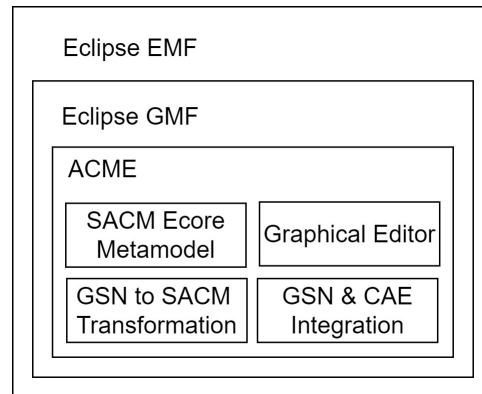 Eclipse EMF
Eclipse GMF
ACME
SACM Ecore
Metamodel
Graphical Editor
GSN to SACM
Transformation
GSN & CAE
Integration